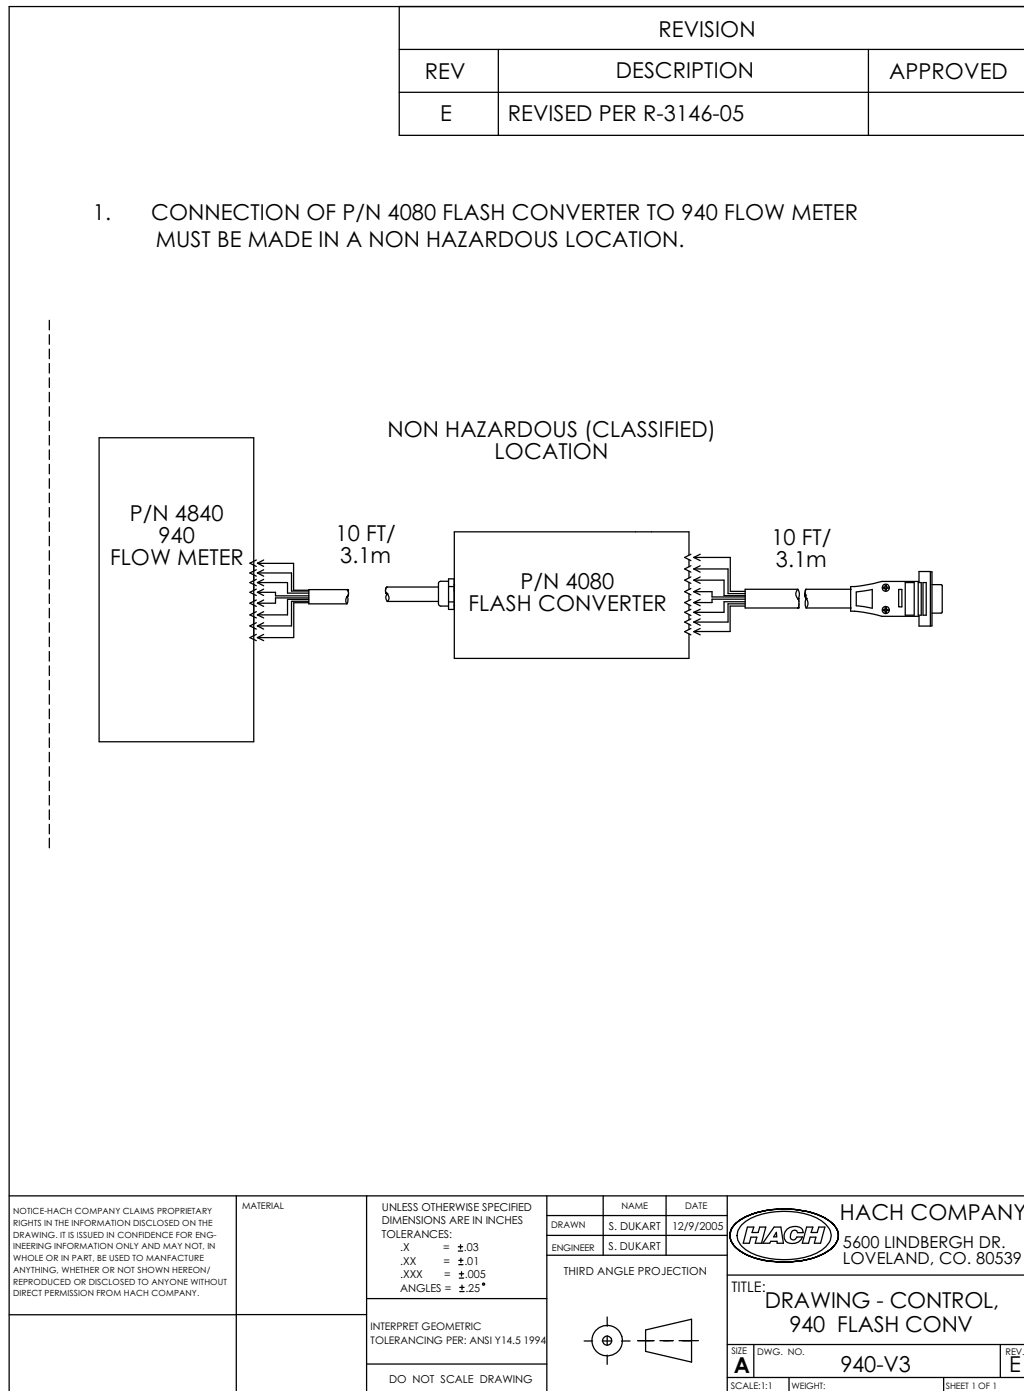 REVISION
REV DESCRIPTION APPROVED
E REVISED PER R-3146-05
1. CONNECTION OF P/N 4080 FLASH CONVERTER TO 940 FLOW METER
MUST BE MADE IN A NON HAZARDOUS LOCATION.
NON HAZARDOUS (CLASSIFIED)
LOCATION
P/N 4840
940
FLOW METER
10 FT/
3.1m
P/N 4080
FLASH CONVERTER
10 FT/
3.1m
NOTICE-HACH COMPANY CLAIMS PROPRIETARY
RIGHTS IN THE INFORMATION DISCLOSED ON THE
DRAWING. IT IS ISSUED IN CONFIDENCE FOR ENG-
INEERING INFORMATION ONLY AND MAY NOT, IN
WHOLE OR IN PART, BE USED TO MANFACTURE
ANYTHING, WHETHER OR NOT SHOWN HEREON/
REPRODUCED OR DISCLOSED TO ANYONE WITHOUT
DIRECT PERMISSION FROM HACH COMPANY.
MATERIAL
UNLESS OTHERWISE SPECIFIED
DIMENSIONS ARE IN INCHES
TOLERANCES:
.X = ±.03
.XX = ±.01
.XXX = ±.005
ANGLES = ±.25°
INTERPRET GEOMETRIC
TOLERANCING PER: ANSI Y14.5 1994
DO NOT SCALE DRAWING
NAME DATE
DRAWN S. DUKART 12/9/2005
ENGINEER S. DUKART
THIRD ANGLE PROJECTION
HACH
HACH COMPANY
5600 LINDBERGH DR.
LOVELAND, CO. 80539
TITLE:
DRAWING - CONTROL,
940 FLASH CONV
SIZE DWG. NO. REV.
A 940-V3 E
SCALE:1:1 WEIGHT: SHEET 1 OF 1